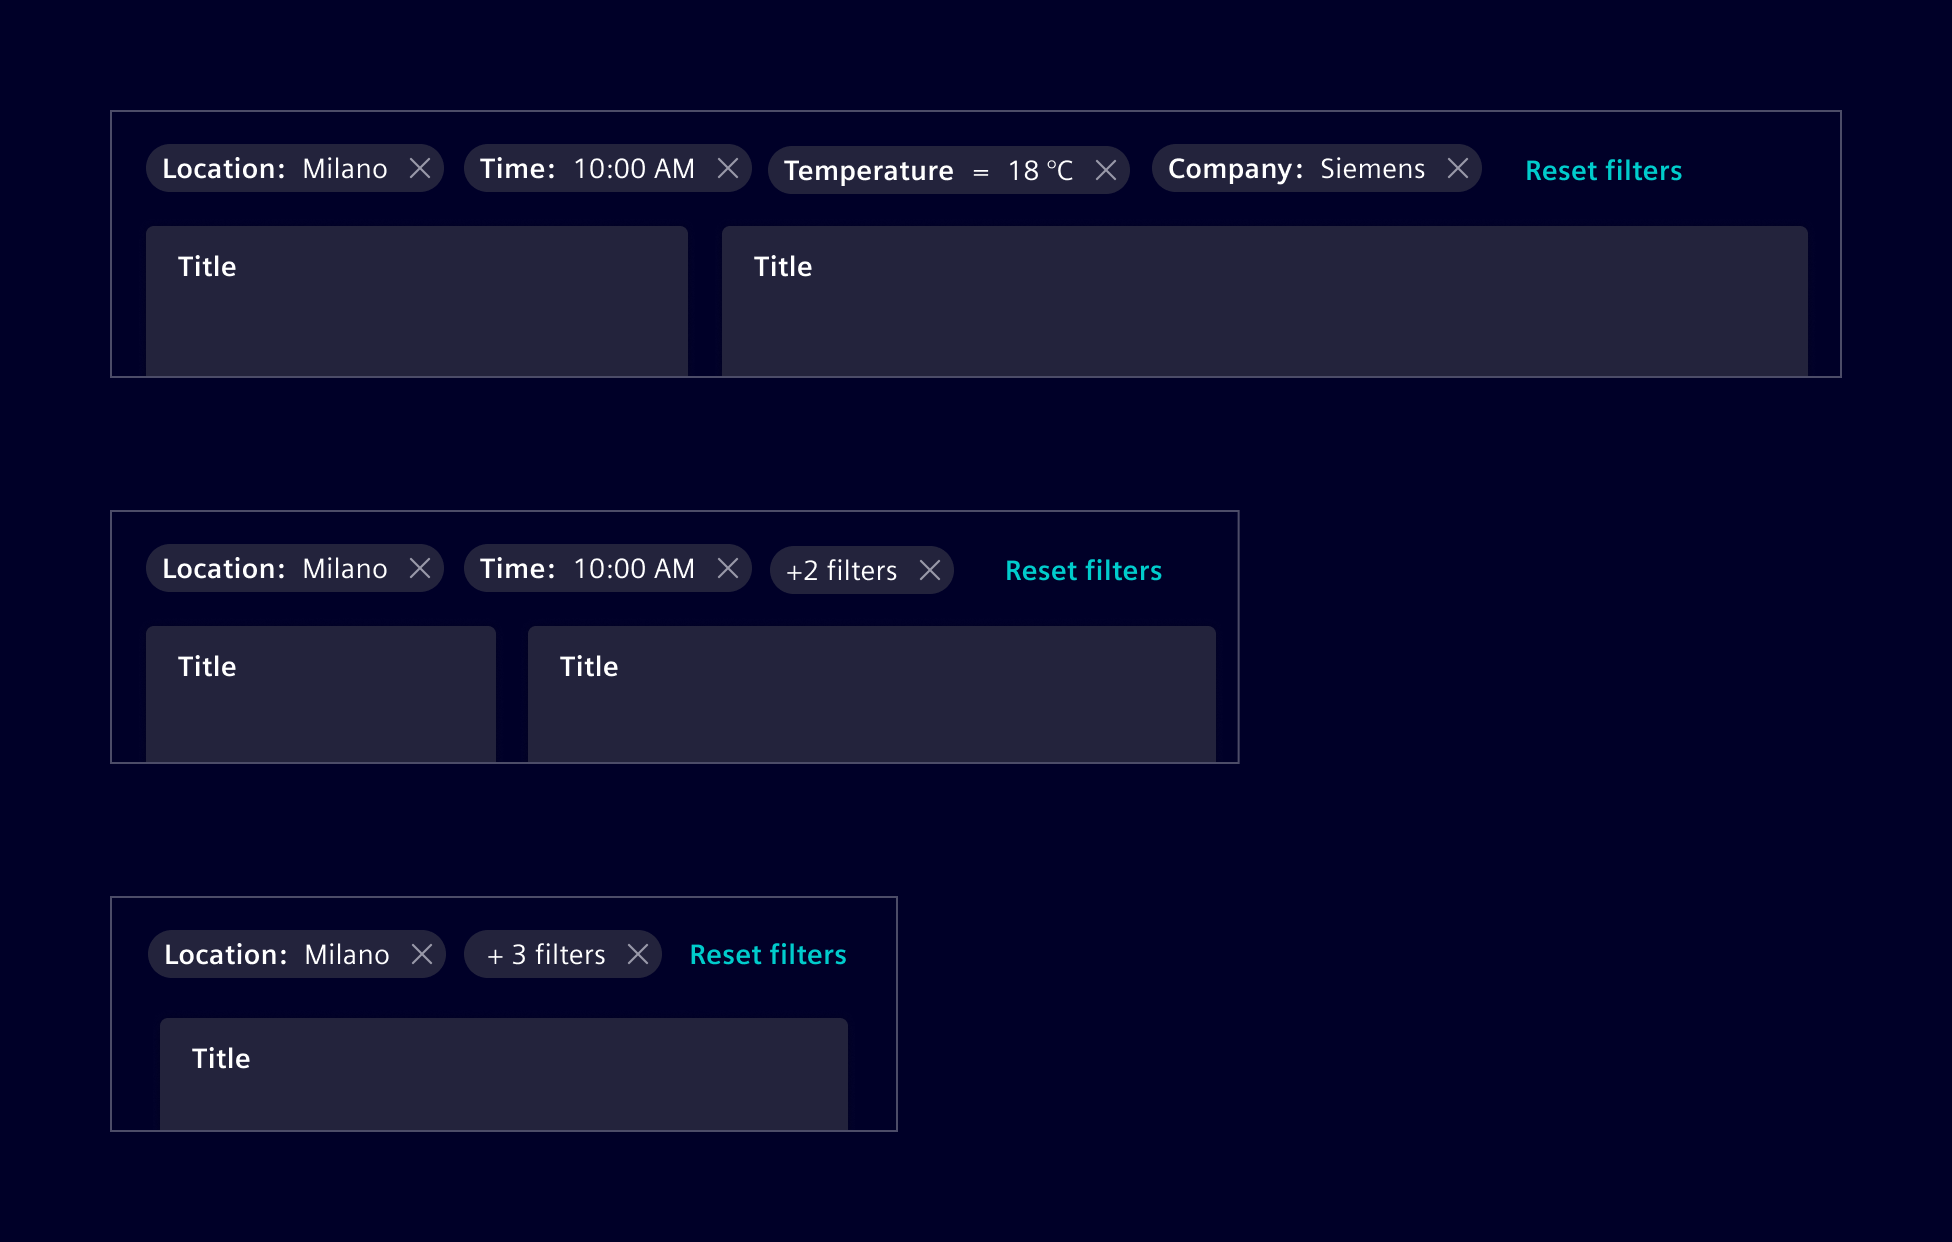 Location: Milano Time: 10:00 AM Temperature = 18 °C Company: Siemens Reset filters
Title Title
Location: Milano Time: 10:00 AM +2 filters Reset filters
Title Title
Location: Milano + 3 filters Reset filters
Title